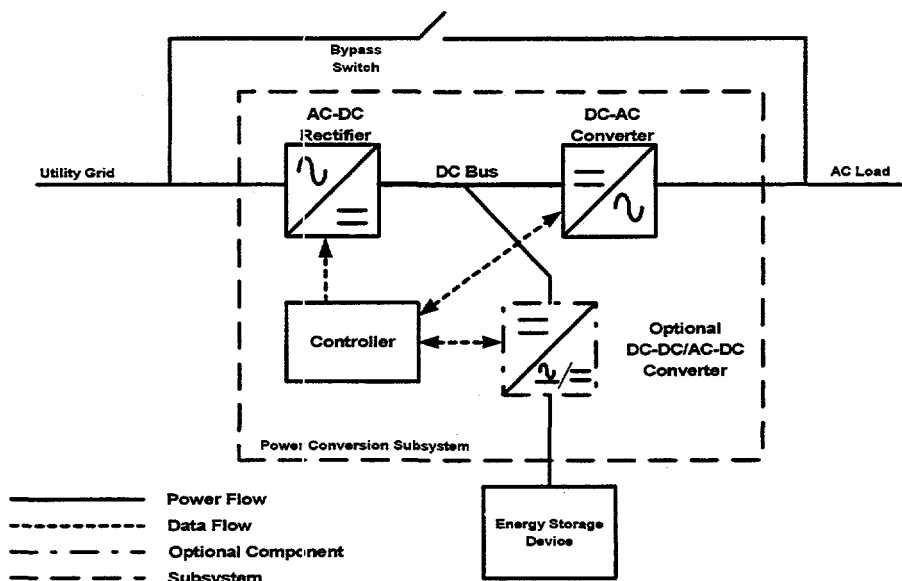 Bypass
Switch
AC-DC
Rectifier
DC-AC
Converter
Utility Grid
DC Bus
AC Load
Controller
Optional
DC-DC/AC-DC
Converter
Power Conversion Subsystem
Energy Storage
Device
Power Flow
Data Flow
Optional Component
Subsystem